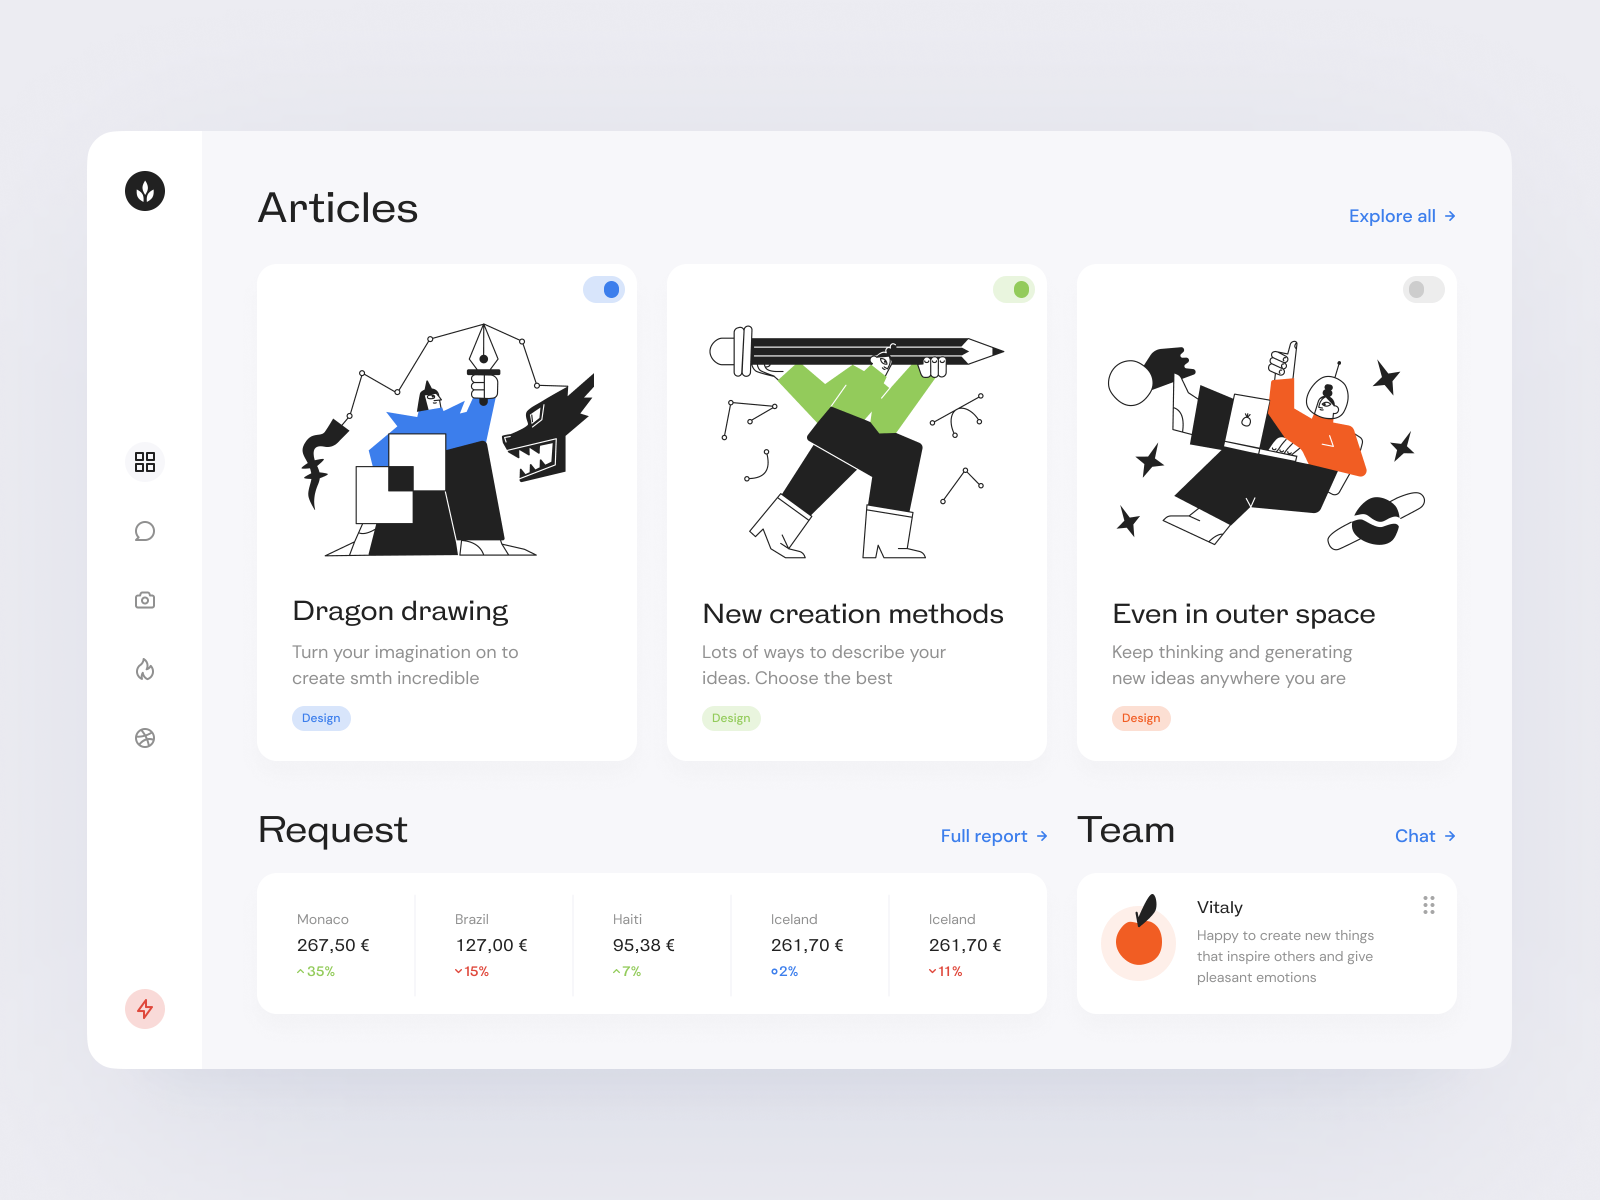 Articles
Explore all →
Dragon drawing
Turn your imagination on to
create smth incredible
Design
New creation methods
Lots of ways to describe your
ideas. Choose the best
Design
Even in outer space
Keep thinking and generating
new ideas anywhere you are
Design
Request
Full report →
Monaco
267,50 €
35%
Brazil
127,00 €
15%
Haiti
95,38 €
7%
Iceland
261,70 €
2%
Iceland
261,70 €
11%
Team
Chat →
Vitaly
Happy to create new things
that inspire others and give
pleasant emotions